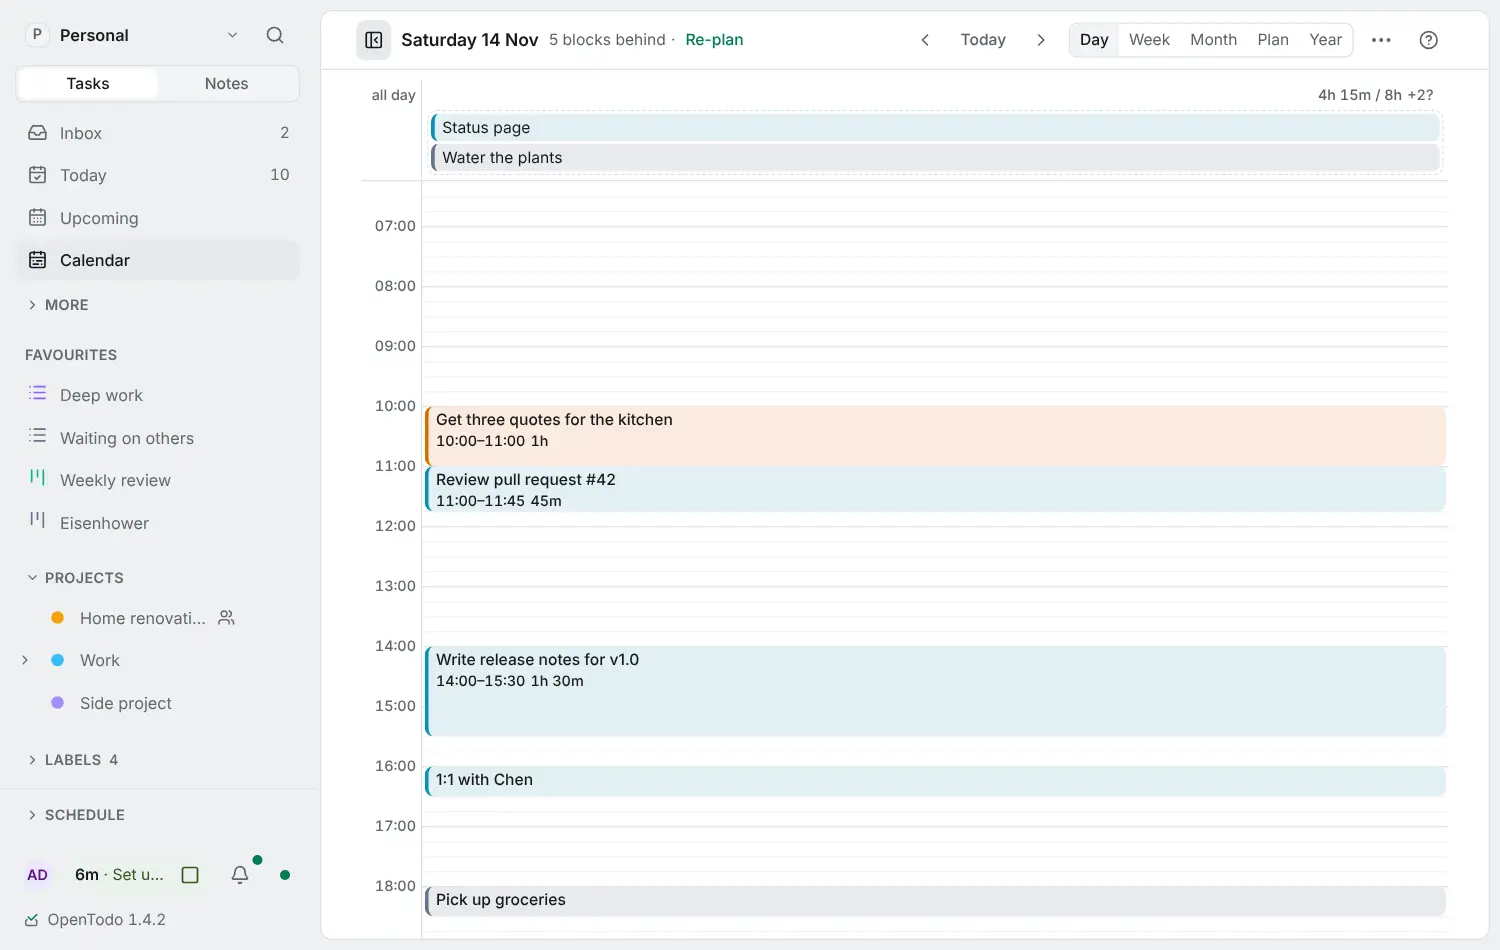 P Personal
Tasks Notes
Inbox 2
Today 10
Upcoming
Calendar
MORE
FAVOURITES
Deep work
Waiting on others
Weekly review
Eisenhower
PROJECTS
Home renovati...
Work
Side project
LABELS 4
SCHEDULE
AD 6m · Set u...
OpenTodo 1.4.2
Saturday 14 Nov 5 blocks behind · Re-plan Today Day Week Month Plan Year
all day 4h 15m / 8h +2?
Status page
Water the plants
07:00
08:00
09:00
10:00
Get three quotes for the kitchen
10:00–11:00 1h
11:00
Review pull request #42
11:00–11:45 45m
12:00
13:00
14:00
Write release notes for v1.0
14:00–15:30 1h 30m
15:00
16:00
1:1 with Chen
17:00
18:00
Pick up groceries